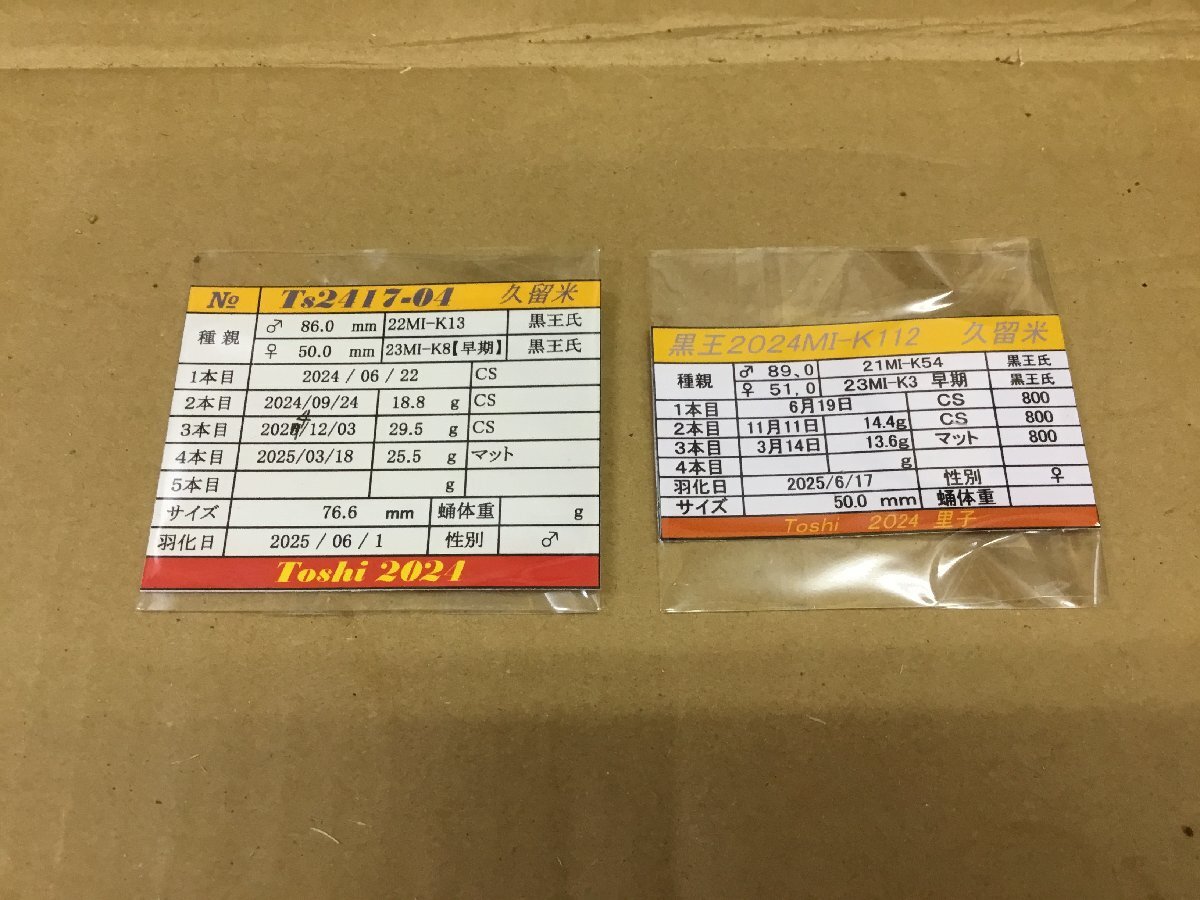 № Ts2417-04 久留米
種親 ♂ 86.0 mm 22MI-K13 黒王氏
♀ 50.0 mm 23MI-K8【早期】 黒王氏
1本目 2024 / 06 / 22 CS
2本目 2024/09/24 18.8 g CS
3本目 2024/12/03 29.5 g CS
4本目 2025/03/18 25.5 g マット
5本目 g
サイズ 76.6 mm 蛹体重 g
羽化日 2025 / 06 / 1 性別 ♂
Toshi 2024
黒王2024MI-K112 久留米
種親 ♂ 89、0 21MI-K54 黒王氏
♀ 51,0 23MI-K3 早期 黒王氏
1本目 6月19日 CS 800
2本目 11月11日 14.4g CS 800
3本目 3月14日 13.6g マット 800
4本目 g
羽化日 2025/6/17 性別 ♀
サイズ 50.0 mm 蛹体重
Toshi 2024 里子